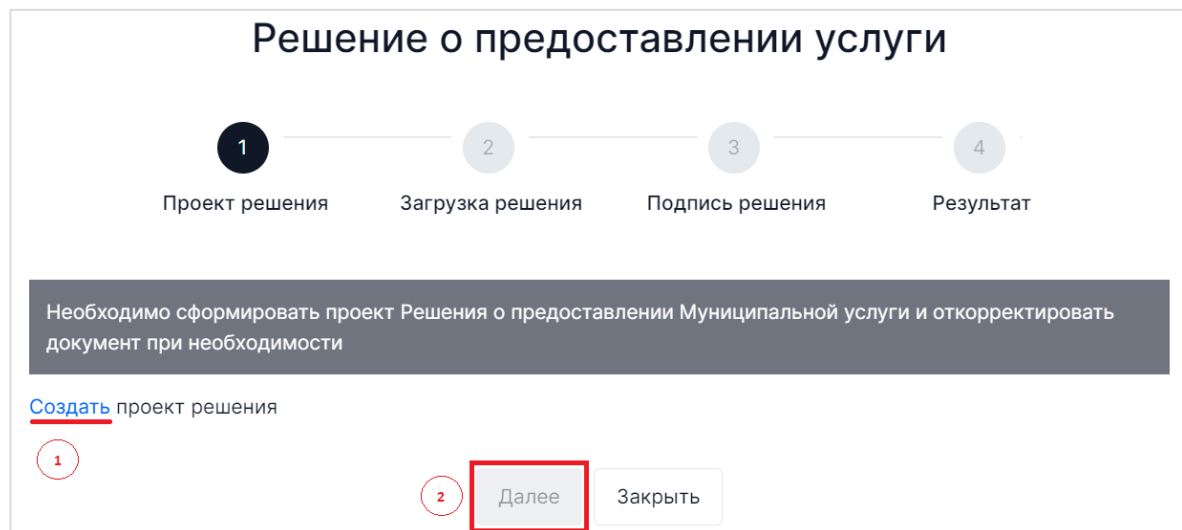 Решение о предоставлении услуги
1 2 3 4
Проект решения Загрузка решения Подпись решения Результат
Необходимо сформировать проект Решения о предоставлении Муниципальной услуги и откорректировать
документ при необходимости
Создать проект решения
1
2 Далее Закрыть